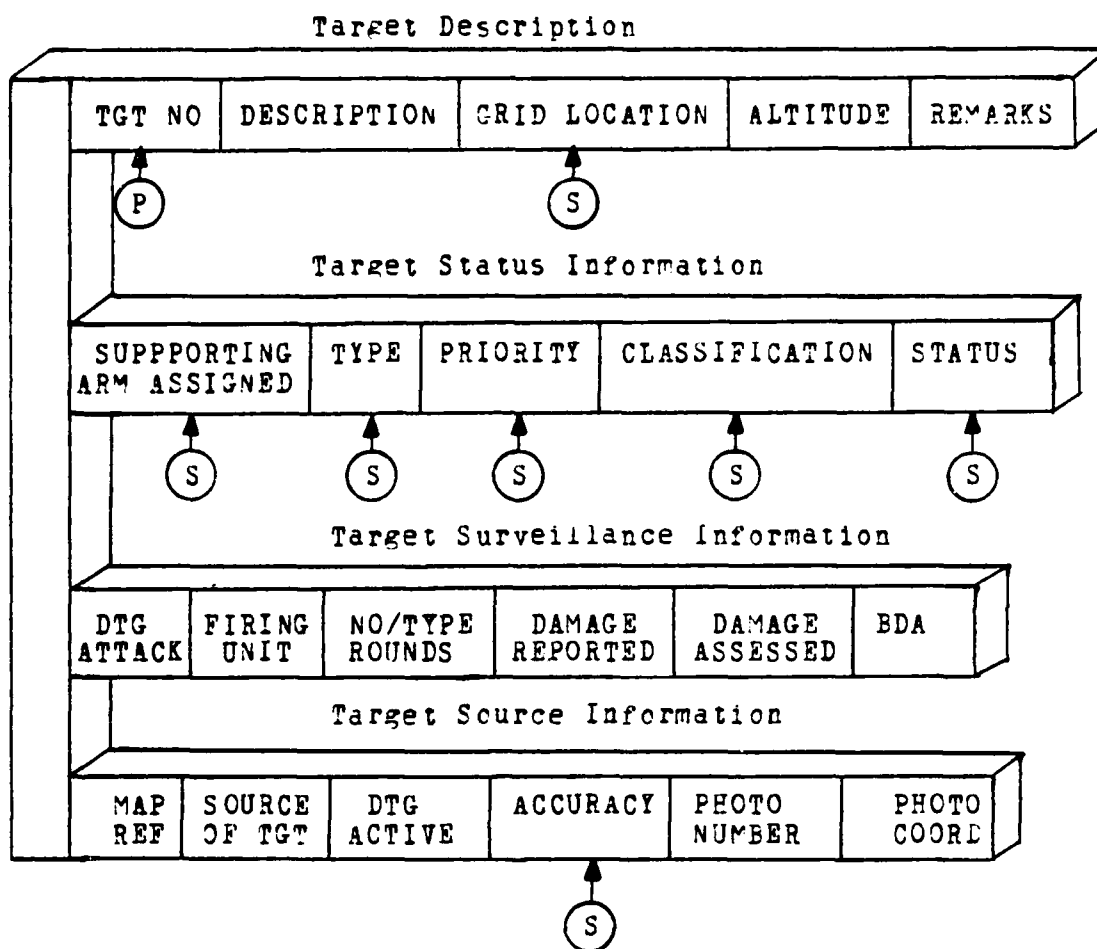 Target Description
TGT NO DESCRIPTION GRID LOCATION ALTITUDE REMARKS
P S
Target Status Information
SUPPPORTING TYPE PRIORITY CLASSIFICATION STATUS
ARM ASSIGNED
S S S S S
Target Surveillance Information
DTG FIRING NO/TYPE DAMAGE DAMAGE BDA
ATTACK UNIT ROUNDS REPORTED ASSESSED
Target Source Information
MAP SOURCE DTG ACCURACY PHOTO PHOTO
REF OF TGT ACTIVE NUMBER COORD
S